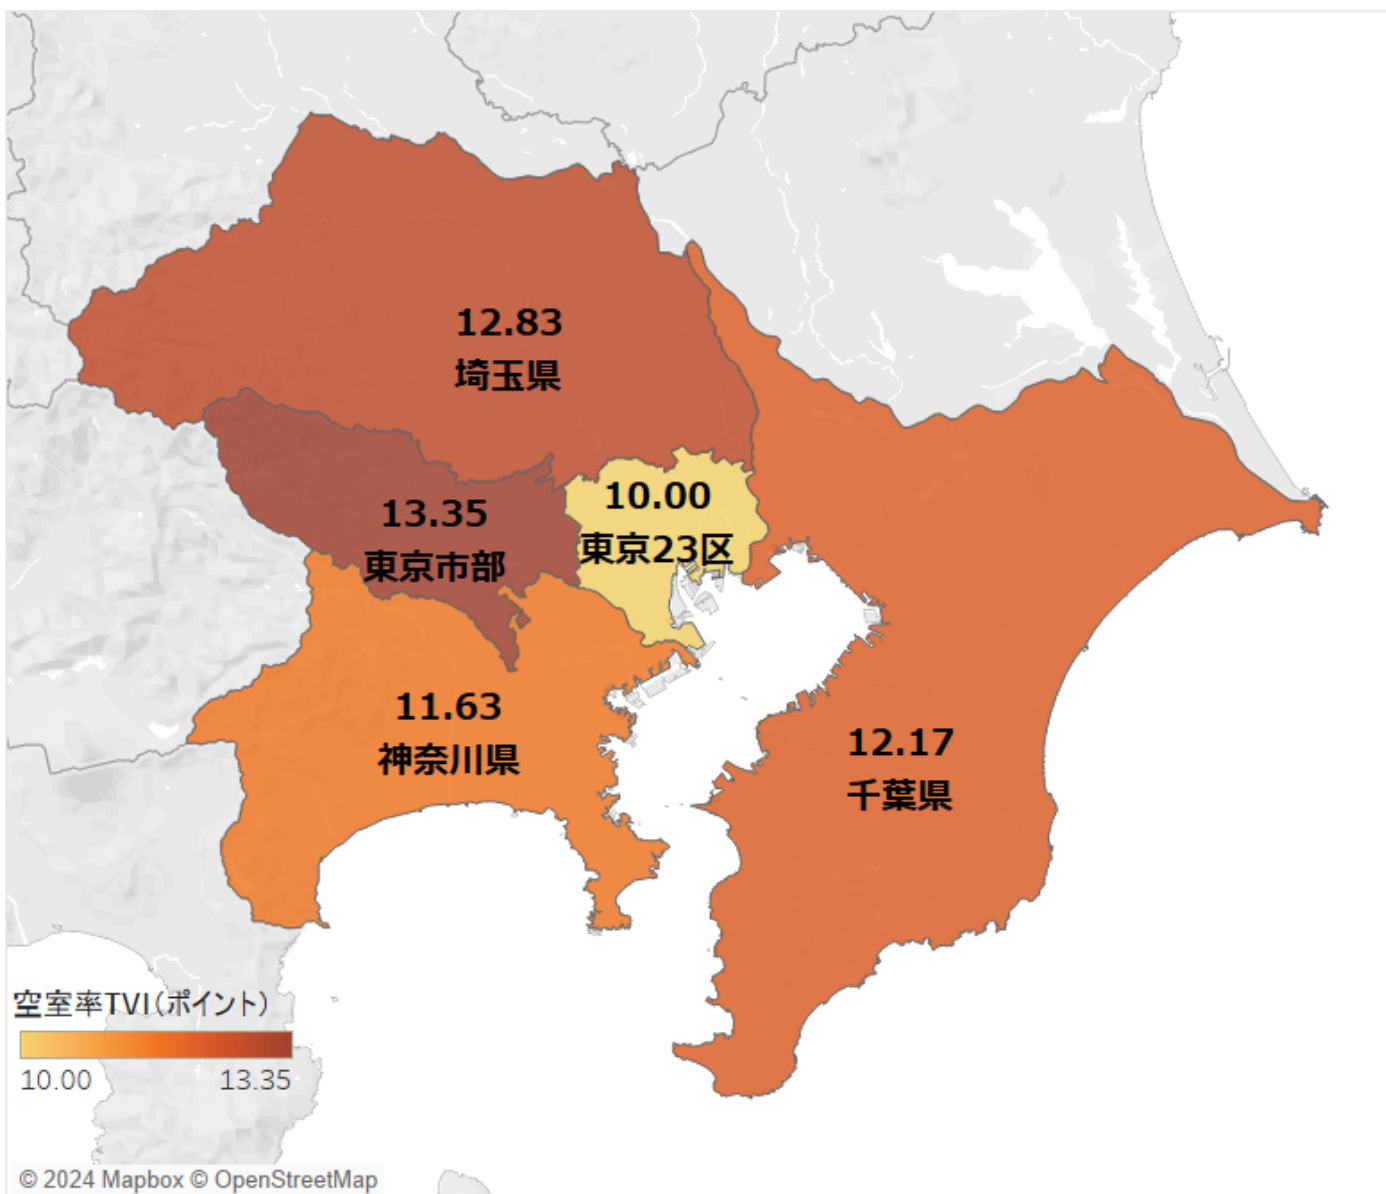 12.83
埼玉県
10.00
東京23区
13.35
東京市部
11.63
神奈川県
12.17
千葉県
空室率TVI(ポイント)
10.00 13.35
© 2024 Mapbox © OpenStreetMap